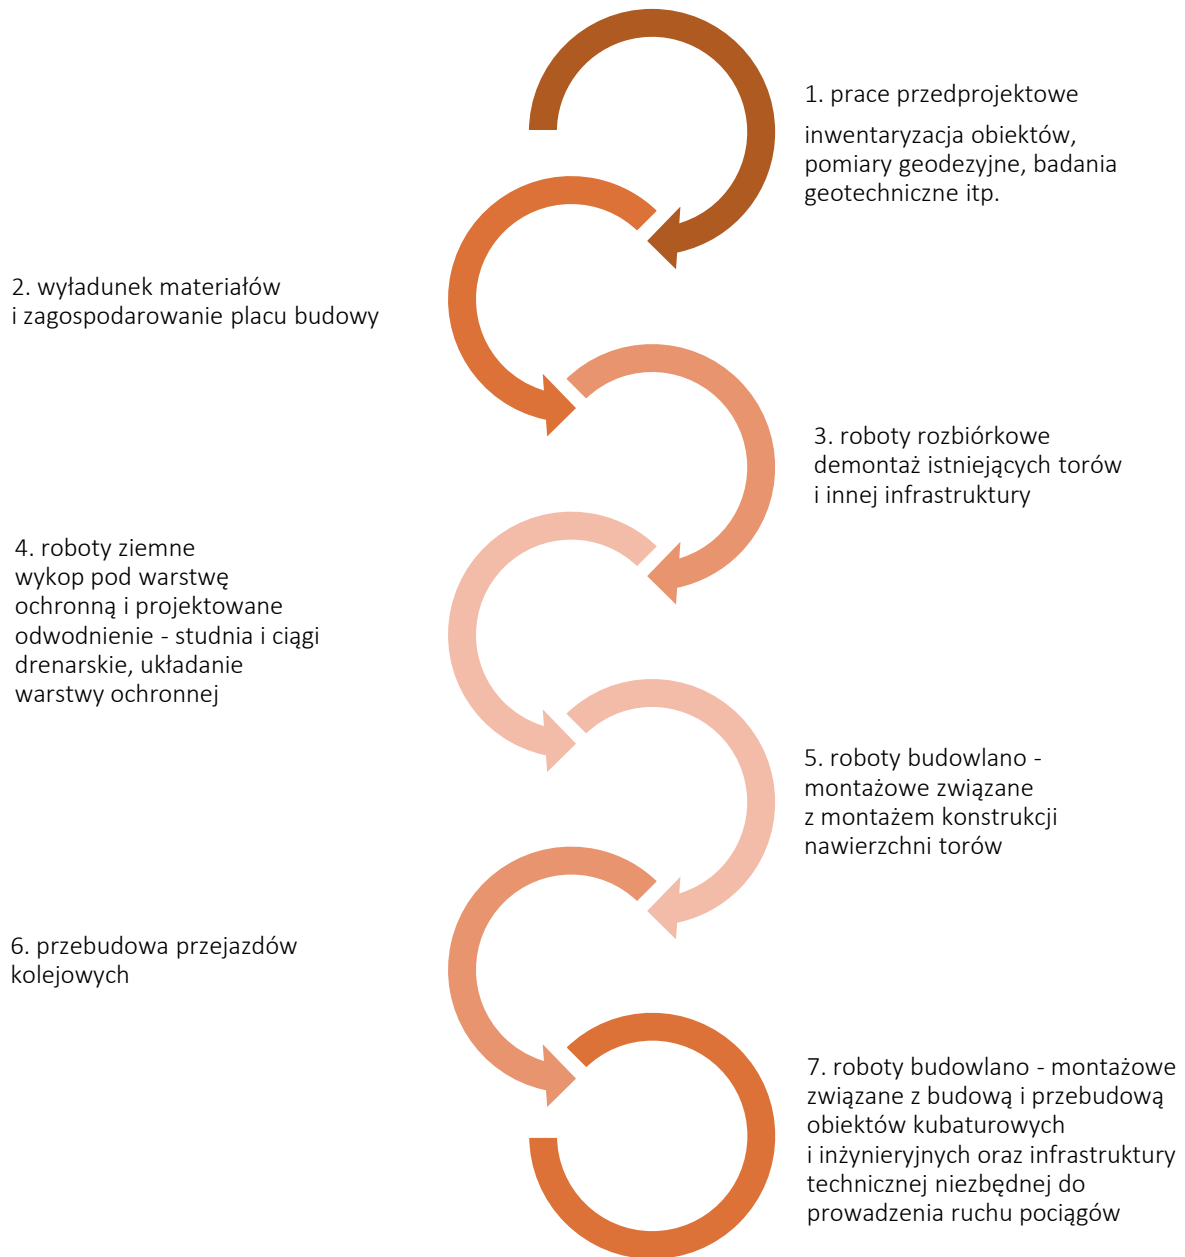 1. prace przedprojektowe
inwentaryzacja obiektów,
pomiary geodezyjne, badania
geotechniczne itp.
2. wyładunek materiałów
i zagospodarowanie placu budowy
3. roboty rozbiórkowe
demontaż istniejących torów
i innej infrastruktury
4. roboty ziemne
wykop pod warstwę
ochronną i projektowane
odwodnienie - studnia i ciągi
drenarskie, układanie
warstwy ochronnej
5. roboty budowlano -
montażowe związane
z montażem konstrukcji
nawierzchni torów
6. przebudowa przejazdów
kolejowych
7. roboty budowlano - montażowe
związane z budową i przebudową
obiektów kubaturowych
i inżynieryjnych oraz infrastruktury
technicznej niezbędnej do
prowadzenia ruchu pociągów